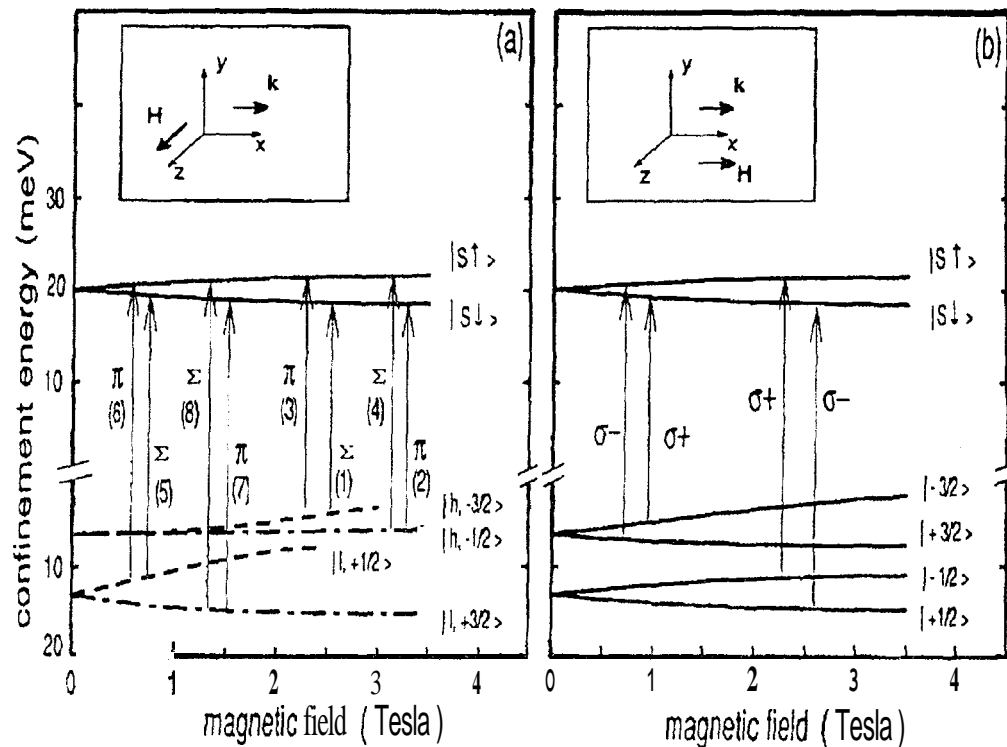 (a)
y
k
H
x
z
confinement energy (meV)
30
20
10
10
20
|S↑>
|S↓>
π
(6)
Σ
(5)
Σ
(8)
π
(7)
π
(3)
Σ
(1)
Σ
(4)
π
(2)
|h,-3/2>
|h,-1/2>
|l,+1/2>
|l,+3/2>
0
1
2
3
4
magnetic field (Tesla)
(b)
y
k
x
z
H
|S↑>
|S↓>
σ-
σ+
σ+
σ-
|-3/2>
|+3/2>
|-1/2>
|+1/2>
0
1
2
3
4
magnetic field (Tesla)